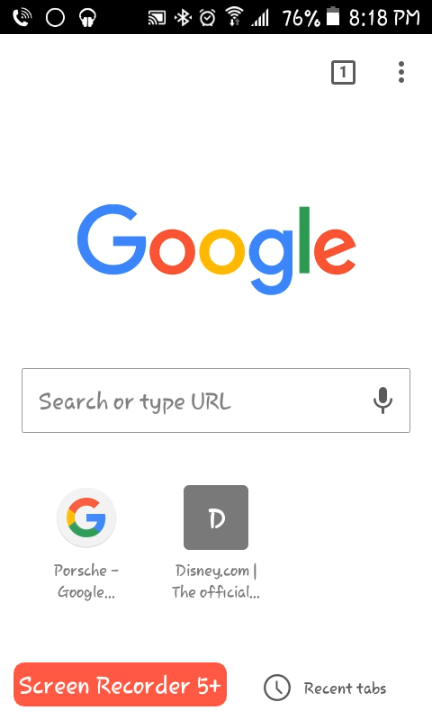 76% 8:18 PM
1
Google
Search or type URL
G
D
Porsche -
Google...
Disney.com |
The official...
Screen Recorder 5+
Recent tabs